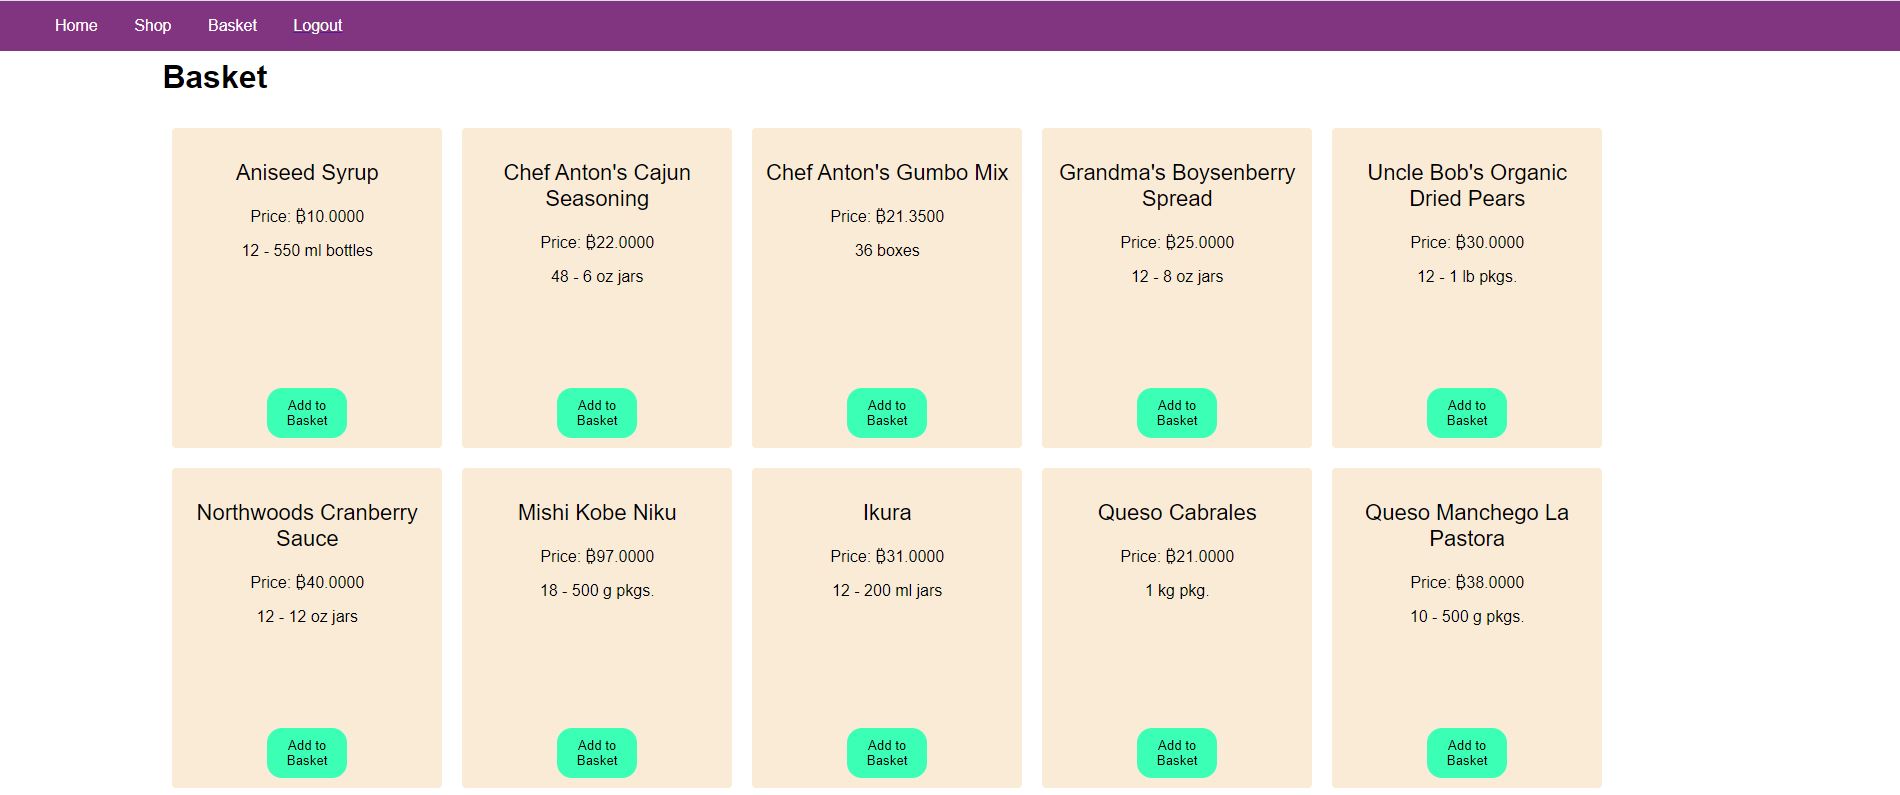 Home Shop Basket Logout
Basket
Aniseed Syrup
Price: ₿10.0000
12 - 550 ml bottles
Add to
Basket
Chef Anton's Cajun
Seasoning
Price: ₿22.0000
48 - 6 oz jars
Add to
Basket
Chef Anton's Gumbo Mix
Price: ₿21.3500
36 boxes
Add to
Basket
Grandma's Boysenberry
Spread
Price: ₿25.0000
12 - 8 oz jars
Add to
Basket
Uncle Bob's Organic
Dried Pears
Price: ₿30.0000
12 - 1 lb pkgs.
Add to
Basket
Northwoods Cranberry
Sauce
Price: ₿40.0000
12 - 12 oz jars
Add to
Basket
Mishi Kobe Niku
Price: ₿97.0000
18 - 500 g pkgs.
Add to
Basket
Ikura
Price: ₿31.0000
12 - 200 ml jars
Add to
Basket
Queso Cabrales
Price: ₿21.0000
1 kg pkg.
Add to
Basket
Queso Manchego La
Pastora
Price: ₿38.0000
10 - 500 g pkgs.
Add to
Basket